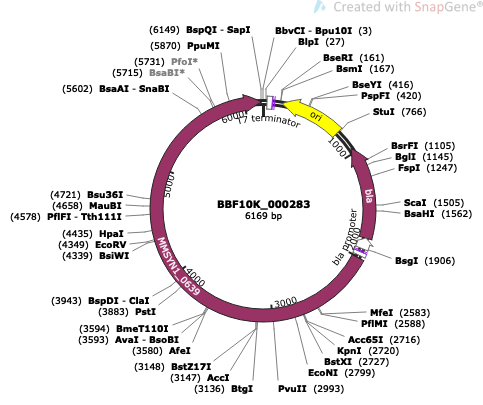 Created with SnapGene®
(6149) BspQI - SapI
(5870) PpuMI
(5731) PfoI*
(5715) BsaBI*
(5602) BsaAI - SnaBI
BbvCI - Bpu10I (3)
BlpI (27)
BseRI (161)
BsmI (167)
BseYI (416)
PspFI (420)
StuI (766)
BsrFI (1105)
BglI (1145)
FspI (1247)
ScaI (1505)
BsaHI (1562)
BsgI (1906)
MfeI (2583)
PflMI (2588)
Acc65I (2716)
KpnI (2720)
BstXI (2727)
EcoNI (2799)
PvuII (2993)
(3136) BtgI
(3147) AccI
(3148) BstZ17I
(3580) AfeI
(3593) AvaI - BsoBI
(3594) BmeT110I
(3883) PstI
(3943) BspDI - ClaI
(4339) BsiWI
(4349) EcoRV
(4435) HpaI
(4578) PflFI - Tth111I
(4658) MauBI
(4721) Bsu36I
T7 terminator
ori
bla
bla promoter
MMSYN1_0639
1000
2000
3000
4000
5000
6000
BBF10K_000283
6169 bp